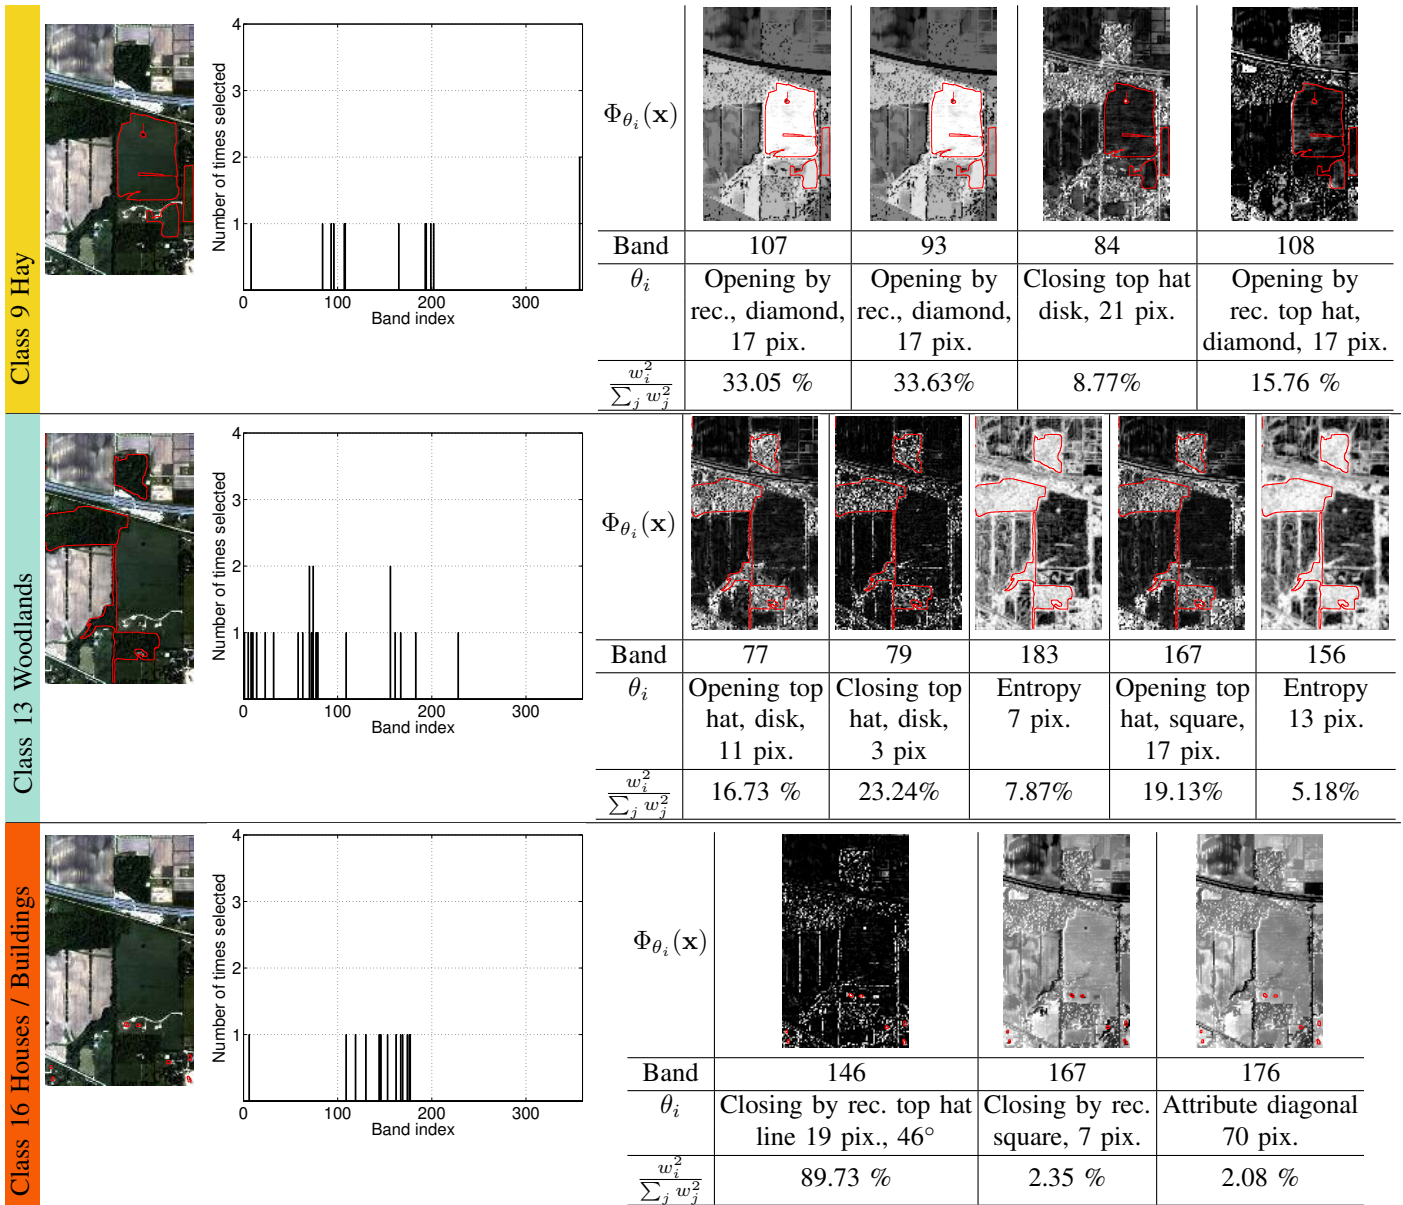 Class 9 Hay
Number of times selected
4
3
2
1
0
100
200
300
Band index
Φθi(x)
Band 107 93 84 108
θi Opening by Opening by Closing top hat Opening by
rec., diamond, rec., diamond, disk, 21 pix. rec. top hat,
17 pix. 17 pix. diamond, 17 pix.
w_i^2 / ∑_j w_j^2 33.05 % 33.63% 8.77% 15.76 %
Class 13 Woodlands
Number of times selected
4
3
2
1
0
100
200
300
Band index
Φθi(x)
Band 77 79 183 167 156
θi Opening top Closing top Entropy Opening top Entropy
hat, disk, hat, disk, 7 pix. hat, square, 13 pix.
11 pix. 3 pix 17 pix.
w_i^2 / ∑_j w_j^2 16.73 % 23.24% 7.87% 19.13% 5.18%
Class 16 Houses / Buildings
Number of times selected
4
3
2
1
0
100
200
300
Band index
Φθi(x)
Band 146 167 176
θi Closing by rec. top hat Closing by rec. Attribute diagonal
line 19 pix., 46° square, 7 pix. 70 pix.
w_i^2 / ∑_j w_j^2 89.73 % 2.35 % 2.08 %